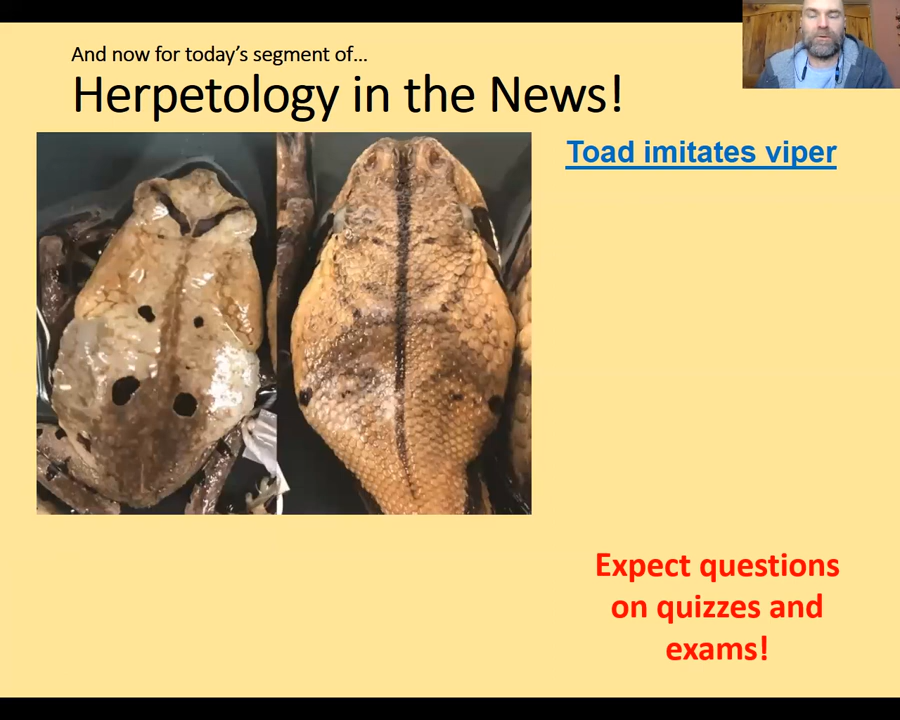 And now for today's segment of...
Herpetology in the News!
Toad imitates viper
Expect questions
on quizzes and
exams!